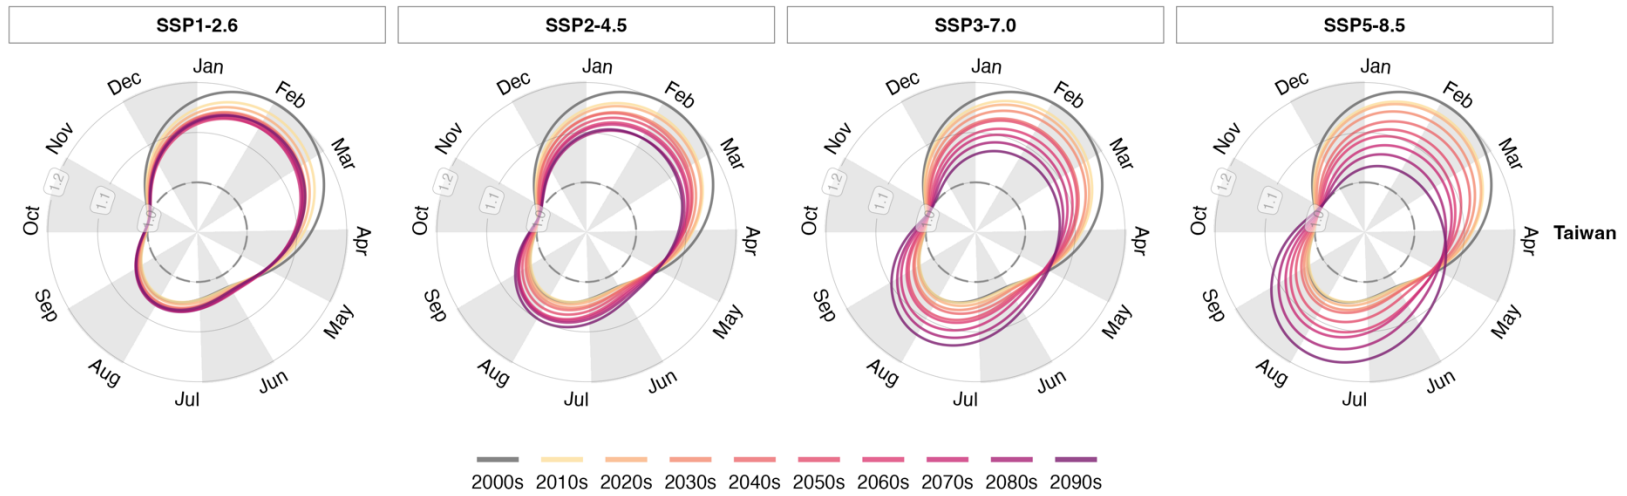 SSP1-2.6
SSP2-4.5
SSP3-7.0
SSP5-8.5
Jan
Feb
Mar
Apr
May
Jun
Jul
Aug
Sep
Oct
Nov
Dec
1.2
1.1
1.0
Jan
Feb
Mar
Apr
May
Jun
Jul
Aug
Sep
Oct
Nov
Dec
1.2
1.1
1.0
Jan
Feb
Mar
Apr
May
Jun
Jul
Aug
Sep
Oct
Nov
Dec
1.2
1.1
1.0
Jan
Feb
Mar
Apr
May
Jun
Jul
Aug
Sep
Oct
Nov
Dec
1.2
1.1
1.0
Taiwan
2000s 2010s 2020s 2030s 2040s 2050s 2060s 2070s 2080s 2090s